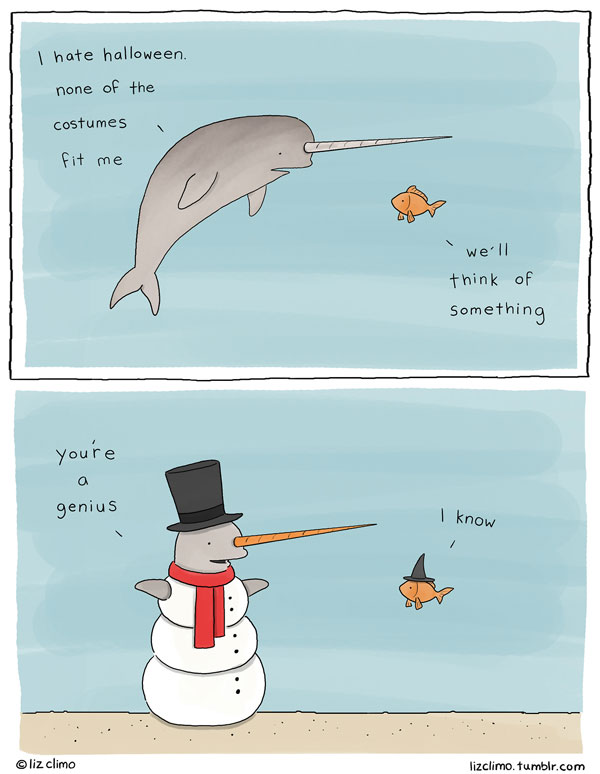 I hate halloween.
none of the
costumes
fit me
we'll
think of
something
you're
a
genius
I know
© liz climo
lizclimo.tumblr.com